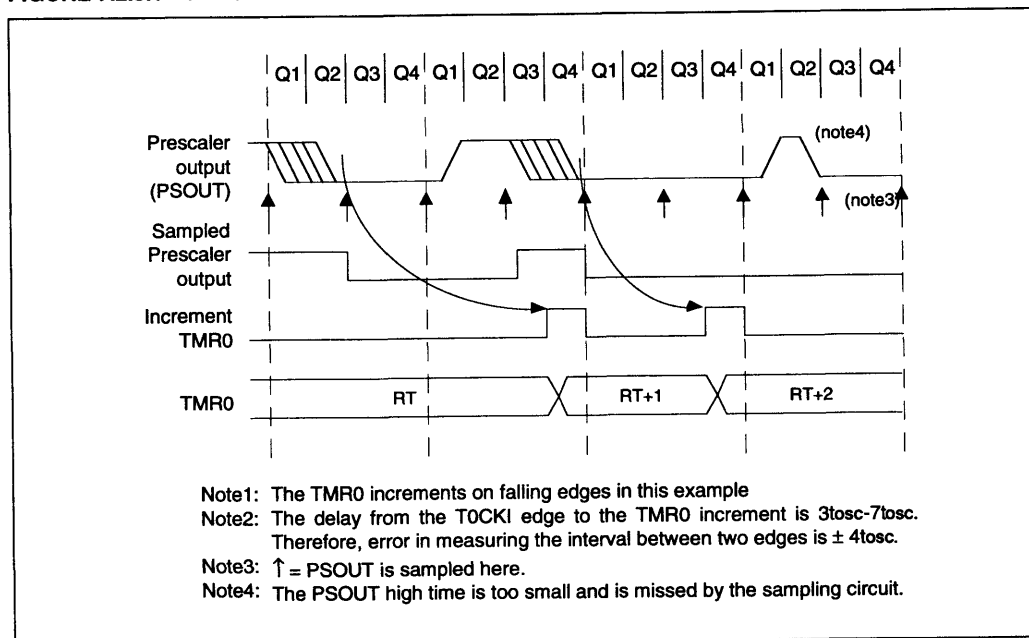 Q1 Q2 Q3 Q4 Q1 Q2 Q3 Q4 Q1 Q2 Q3 Q4 Q1 Q2 Q3 Q4
Prescaler
output
(PSOUT)
(note4)
(note3)
Sampled
Prescaler
output
Increment
TMR0
TMR0
RT
RT+1
RT+2
Note1: The TMR0 increments on falling edges in this example
Note2: The delay from the T0CKI edge to the TMR0 increment is 3tosc-7tosc.
Therefore, error in measuring the interval between two edges is ± 4tosc.
Note3: ↑ = PSOUT is sampled here.
Note4: The PSOUT high time is too small and is missed by the sampling circuit.